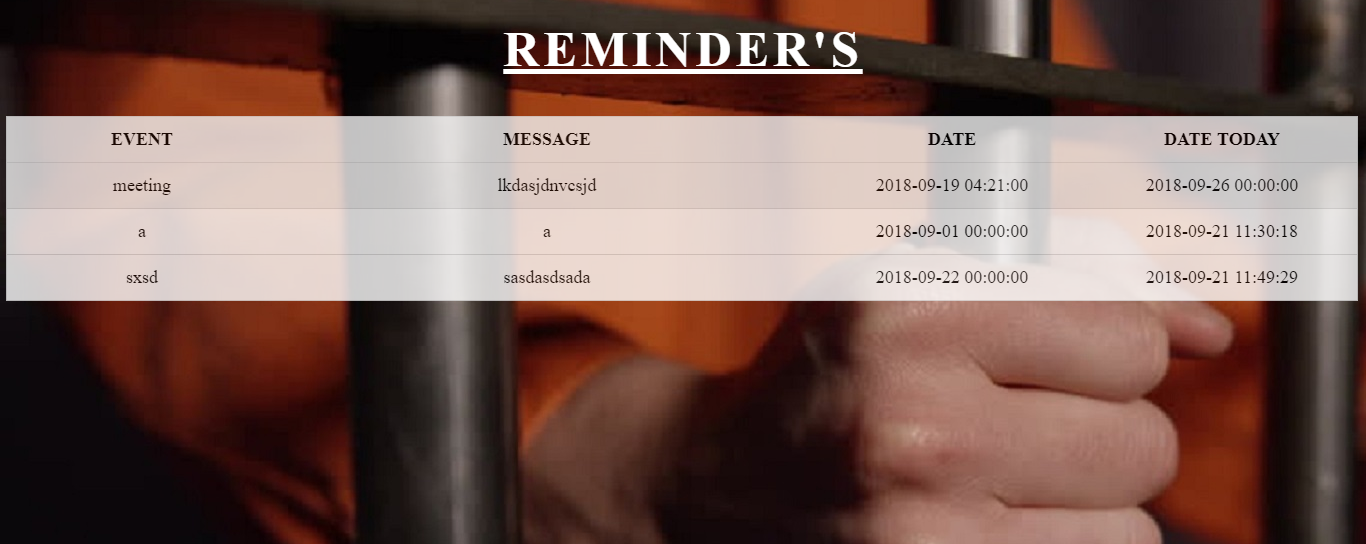 REMINDER'S
EVENT MESSAGE DATE DATE TODAY
meeting lkdasjdnvcsjd 2018-09-19 04:21:00 2018-09-26 00:00:00
a a 2018-09-01 00:00:00 2018-09-21 11:30:18
sxsd sasdasdsada 2018-09-22 00:00:00 2018-09-21 11:49:29